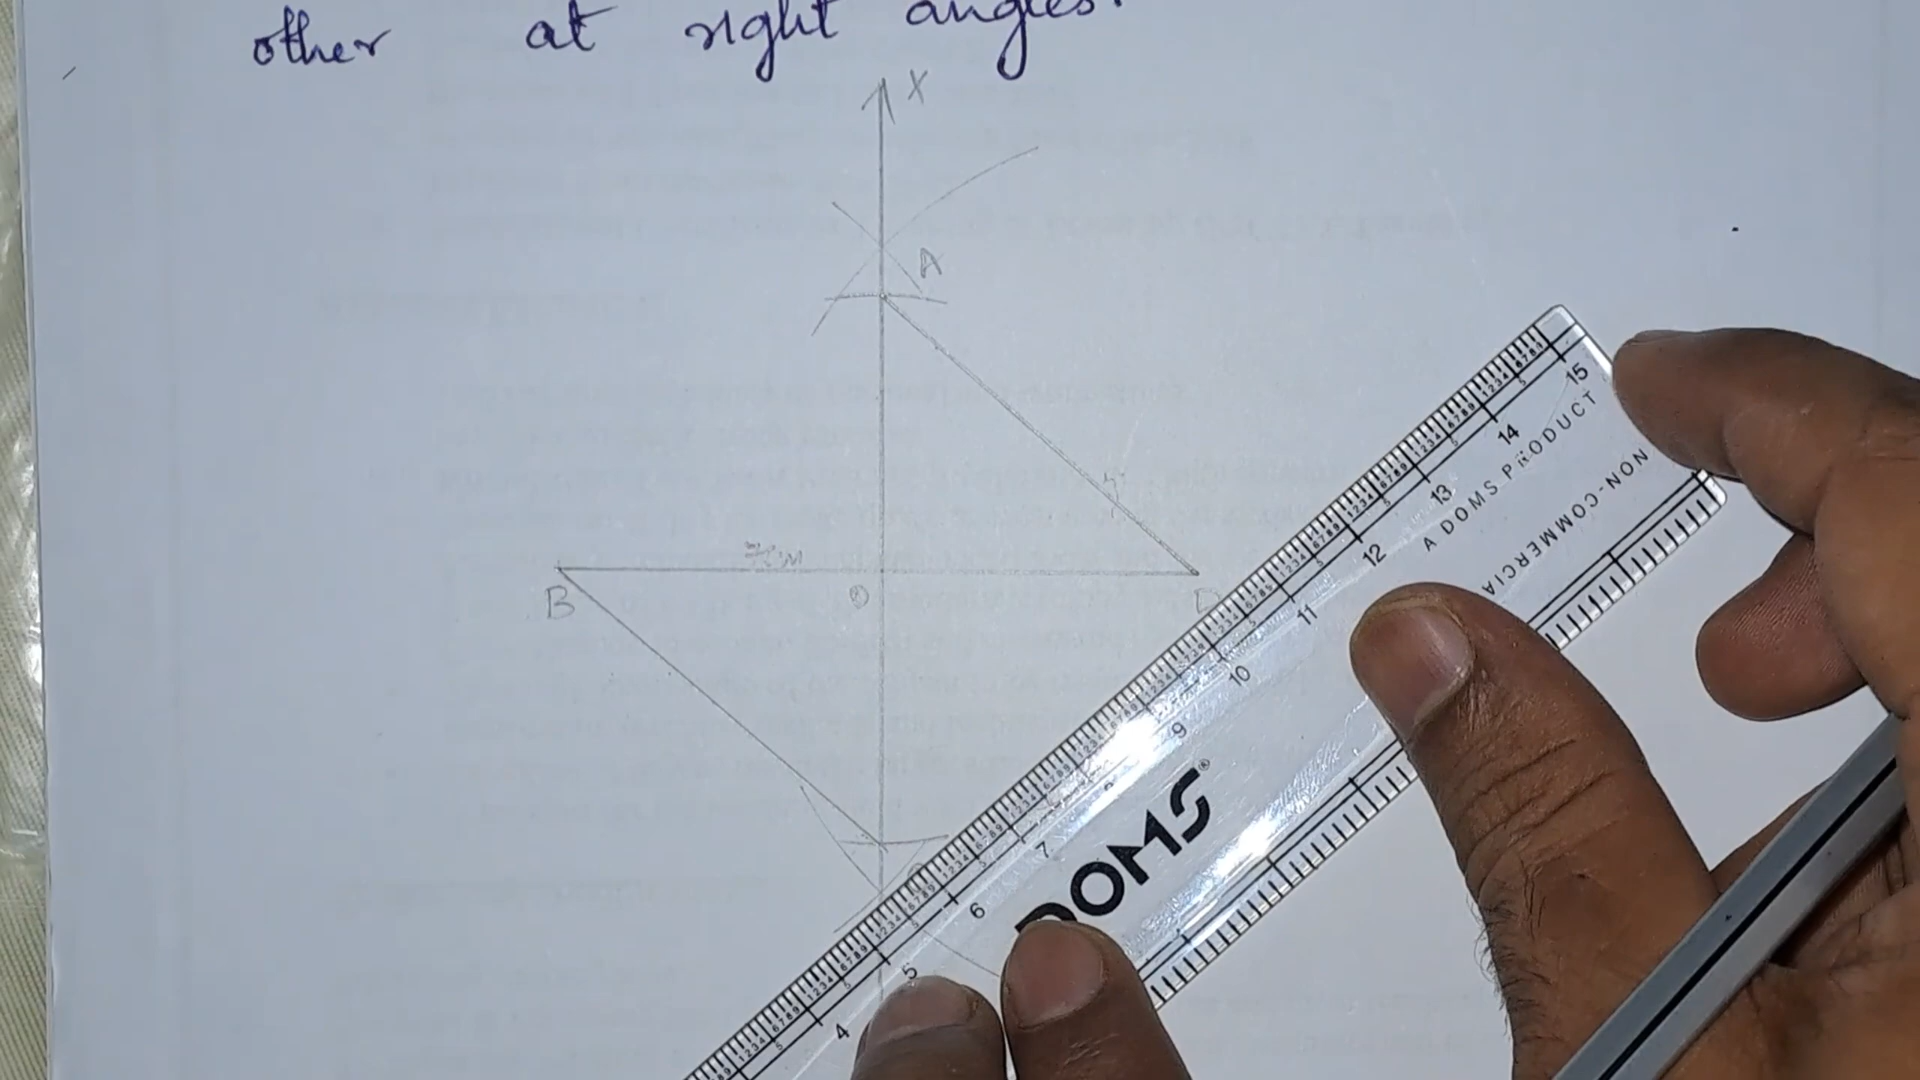 other at right angles.
X
A
B
O
D
15
14
13
12
11
10
9
7
6
5
4
A DOMS PRODUCT
NON-COMMERCIA
DOMS®